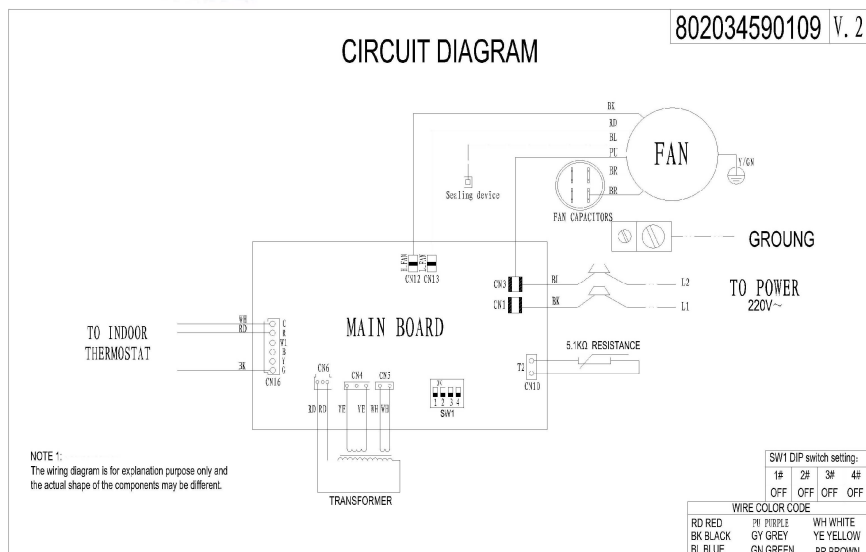 802034590109 V. 2
CIRCUIT DIAGRAM
BK
RD
BL
PU
BR
BR
FAN
Y/GN
Sealing device
FAN CAPACITORS
GROUNG
H_FAN
L_FAN
CN12 CN13
CN3
CN1
BK
L2
L1
TO POWER
220V~
TO INDOOR
THERMOSTAT
WH
RD
BK
C
R
W1
B
Y
G
CN16
MAIN BOARD
5.1KΩ RESISTANCE
T2
CN10
CN6
CN4
CN5
RD RD
YE YE
WH WH
1 2 3 4
SW1
TRANSFORMER
NOTE 1:
The wiring diagram is for explanation purpose only and
the actual shape of the components may be different.
SW1 DIP switch setting:
1# 2# 3# 4#
OFF OFF OFF OFF
WIRE COLOR CODE
RD RED PU PURPLE WH WHITE
BK BLACK GY GREY YE YELLOW
BL BLUE GN GREEN BR BROWN